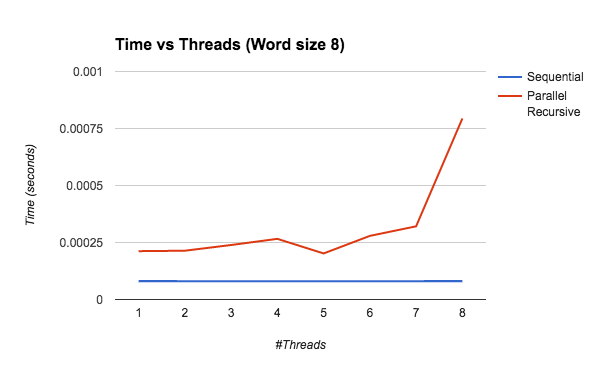 Time vs Threads (Word size 8)
0.001
0.00075
0.0005
0.00025
0
Time (seconds)
1 2 3 4 5 6 7 8
#Threads
Sequential
Parallel
Recursive